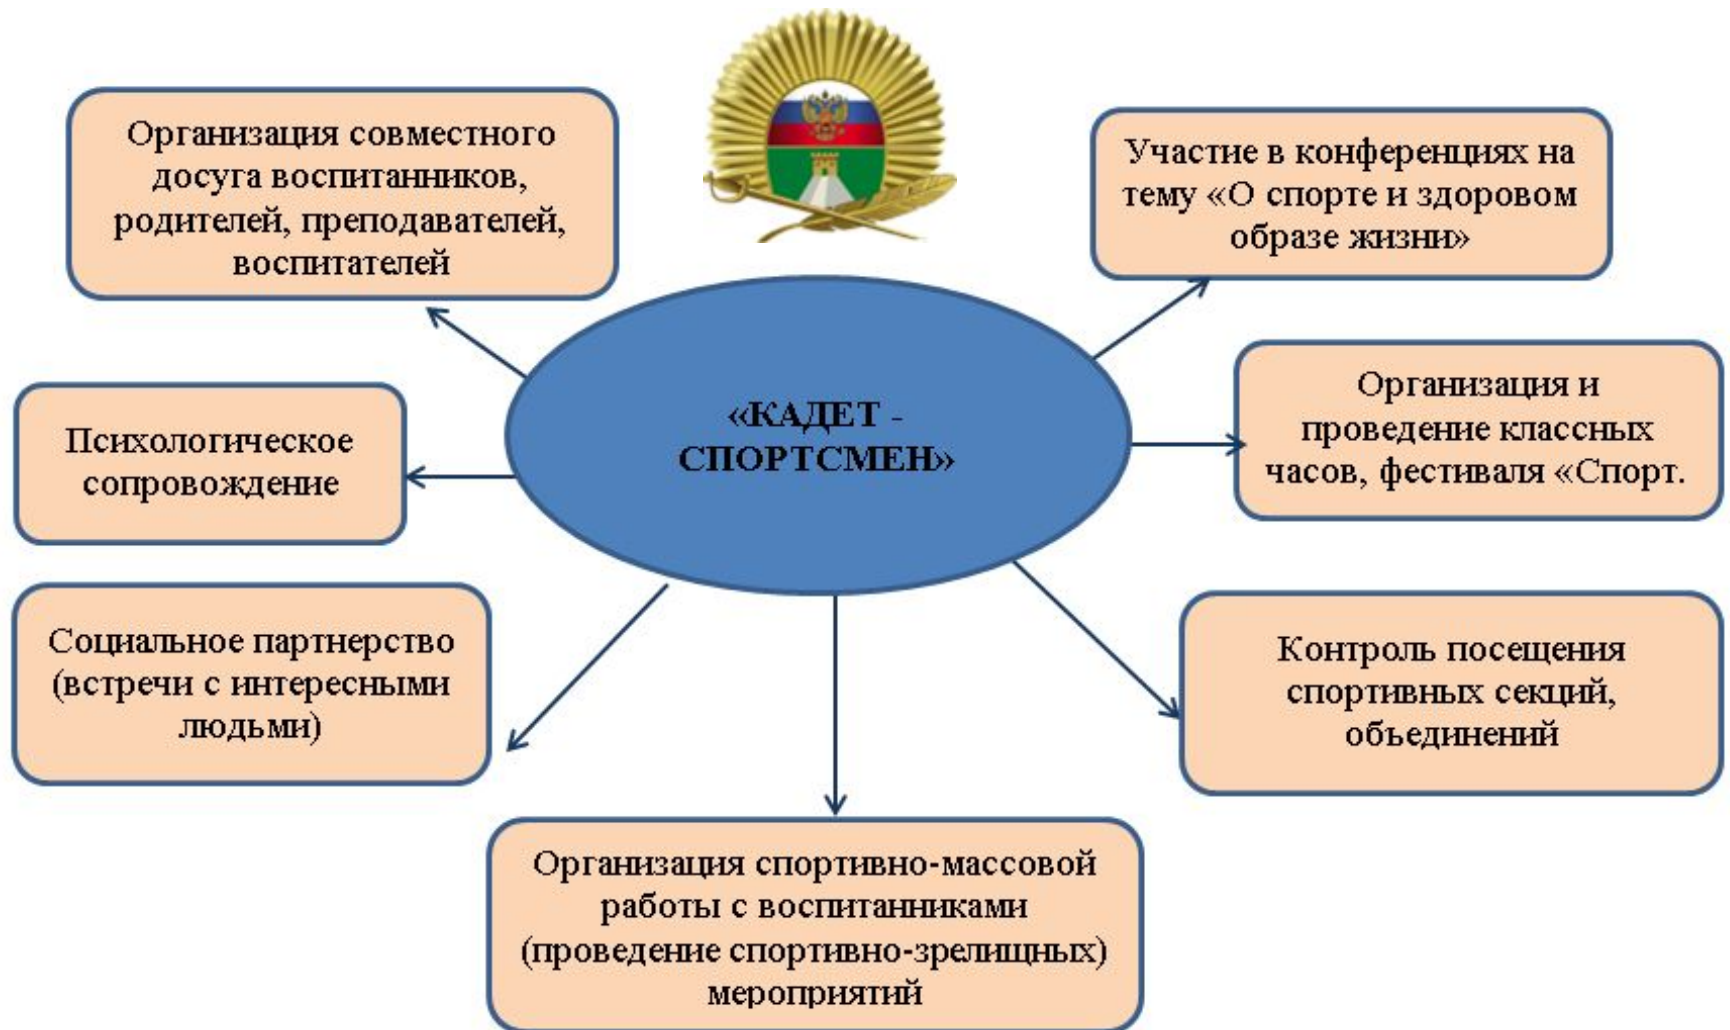 Организация совместного
досуга воспитанников,
родителей, преподавателей,
воспитателей
Участие в конференциях на
тему «О спорте и здоровом
образе жизни»
«КАДЕТ -
СПОРТСМЕН»
Организация и
проведение классных
часов, фестиваля «Спорт.
Психологическое
сопровождение
Социальное партнерство
(встречи с интересными
людьми)
Контроль посещения
спортивных секций,
объединений
Организация спортивно-массовой
работы с воспитанниками
(проведение спортивно-зрелищных)
мероприятий